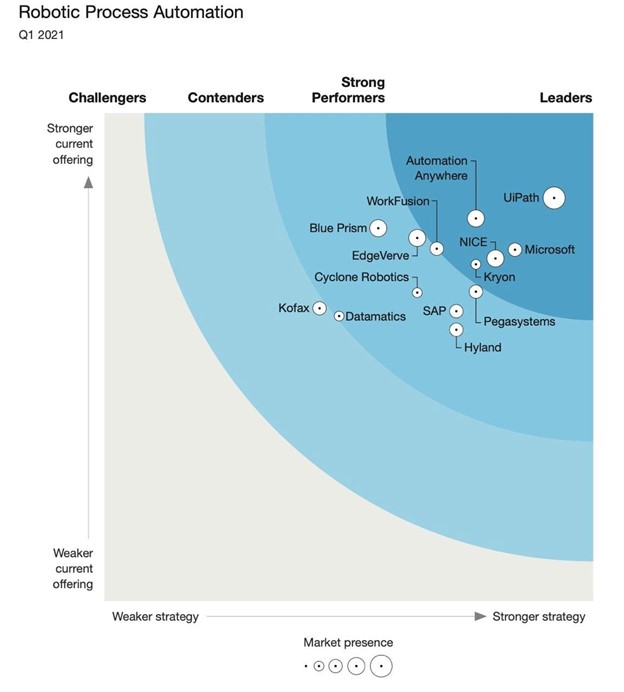 Robotic Process Automation
Q1 2021
Challengers
Contenders
Strong
Performers
Leaders
Stronger
current
offering
Automation
Anywhere
UiPath
WorkFusion
Blue Prism
EdgeVerve
NICE
Microsoft
Cyclone Robotics
Kryon
Kofax
Datamatics
SAP
Pegasystems
Hyland
Weaker
current
offering
Weaker strategy
Stronger strategy
Market presence